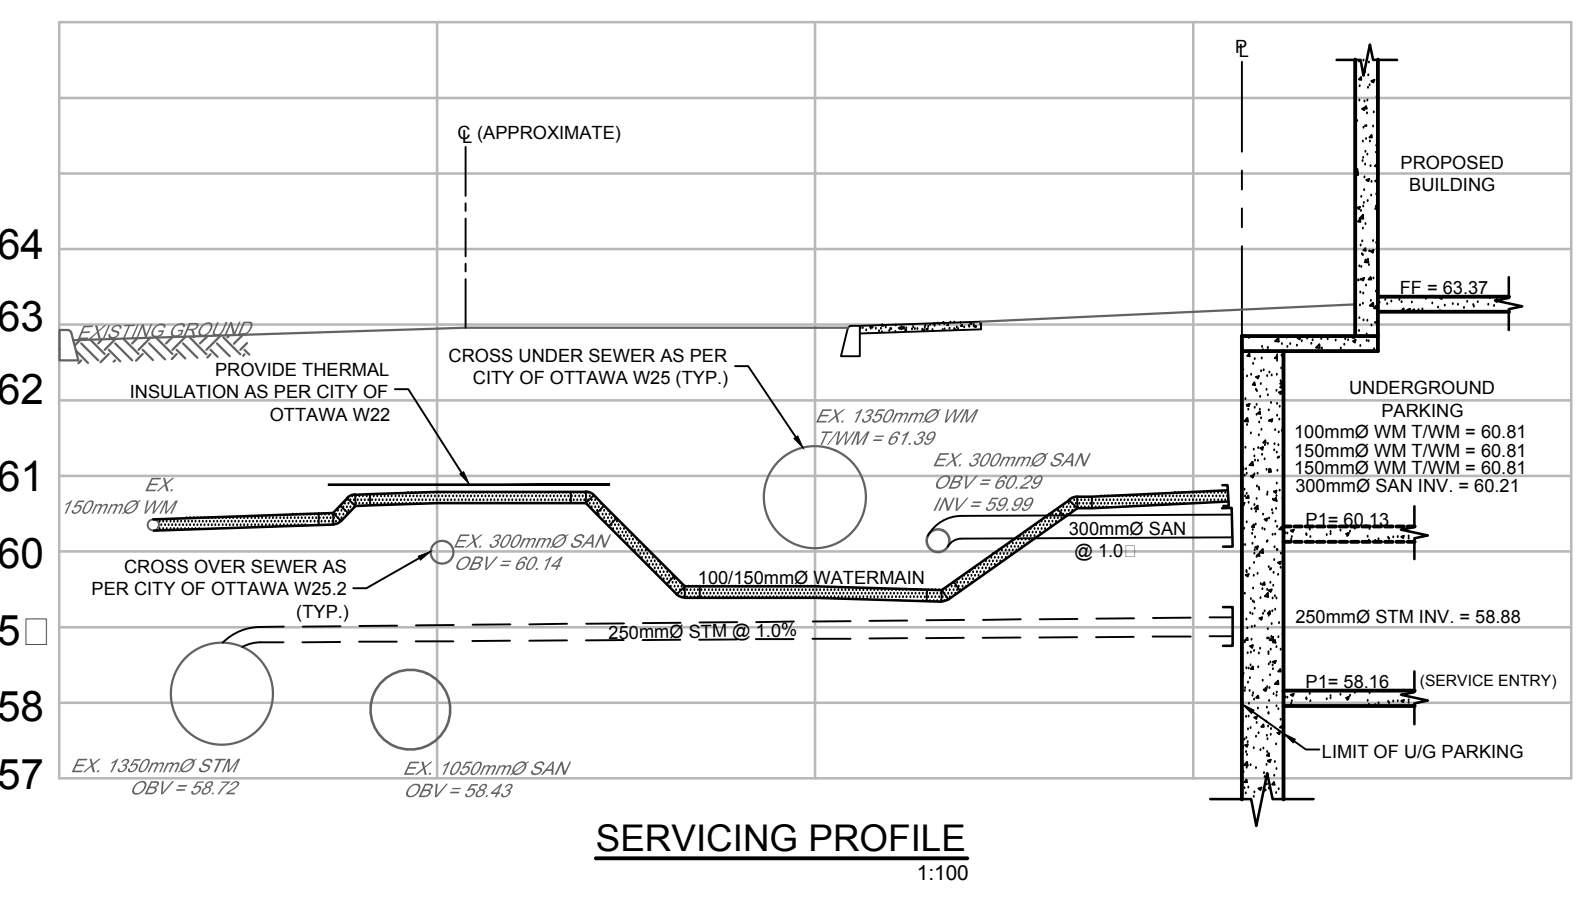 ℄ (APPROXIMATE)
PROPOSED
BUILDING
64
FF = 63.37
63
EXISTING GROUND
PROVIDE THERMAL
INSULATION AS PER CITY OF
OTTAWA W22
CROSS UNDER SEWER AS PER
CITY OF OTTAWA W25 (TYP.)
62
UNDERGROUND
PARKING
EX. 1350mmØ WM
T/WM = 61.39
100mmØ WM T/WM = 60.81
150mmØ WM T/WM = 60.81
150mmØ WM T/WM = 60.81
300mmØ SAN INV. = 60.21
61
EX. 300mmØ SAN
OBV = 60.29
INV = 59.99
EX.
150mmØ WM
P1= 60.13
300mmØ SAN
@ 1.0□
60
EX. 300mmØ SAN
OBV = 60.14
CROSS OVER SEWER AS
PER CITY OF OTTAWA W25.2
(TYP.)
100/150mmØ WATERMAIN
5□
250mmØ STM @ 1.0%
250mmØ STM INV. = 58.88
P1= 58.16
(SERVICE ENTRY)
58
LIMIT OF U/G PARKING
57
EX. 1350mmØ STM
OBV = 58.72
EX. 1050mmØ SAN
OBV = 58.43
SERVICING PROFILE
1:100